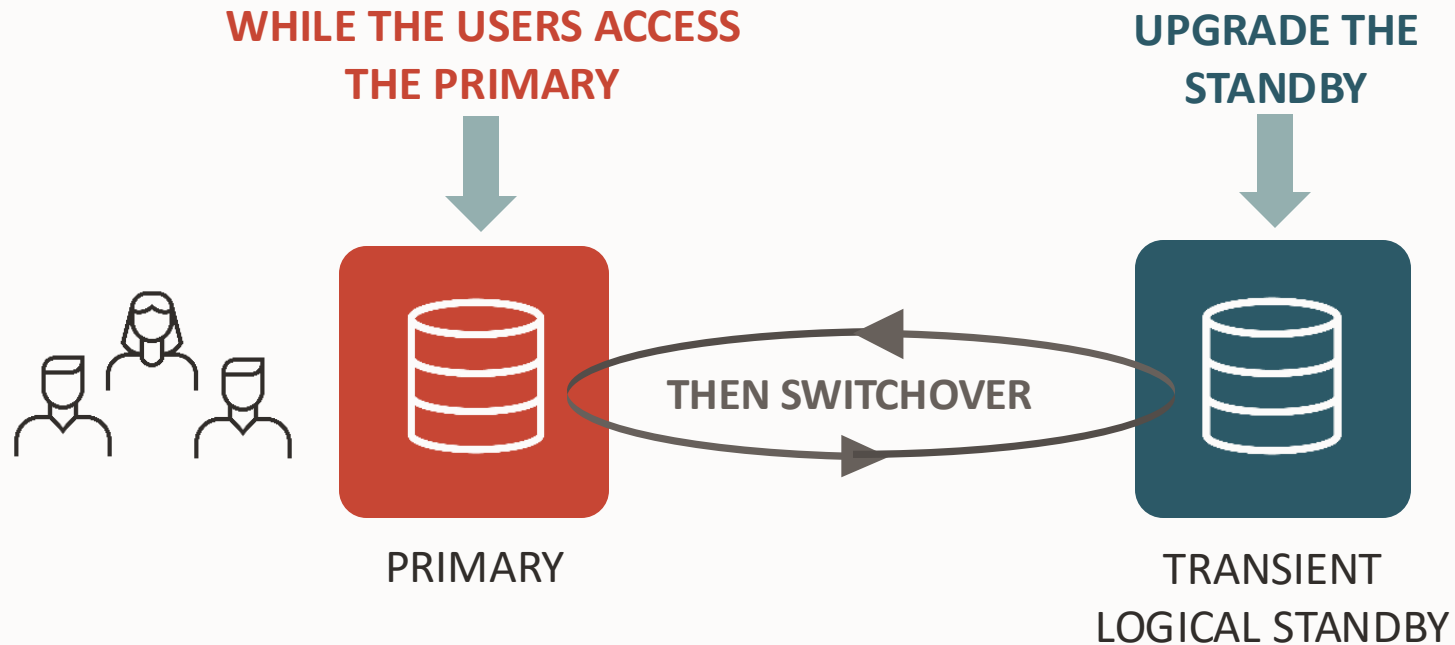 WHILE THE USERS ACCESS
THE PRIMARY
UPGRADE THE
STANDBY
THEN SWITCHOVER
PRIMARY
TRANSIENT
LOGICAL STANDBY